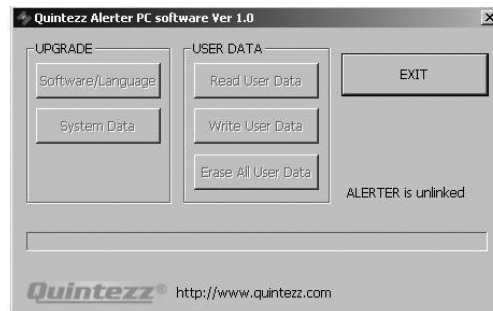 Quintezz Alerter PC software Ver 1.0
UPGRADE
Software/Language
System Data
USER DATA
Read User Data
Write User Data
Erase All User Data
EXIT
ALERTER is unlinked
Quintezz® http://www.quintezz.com